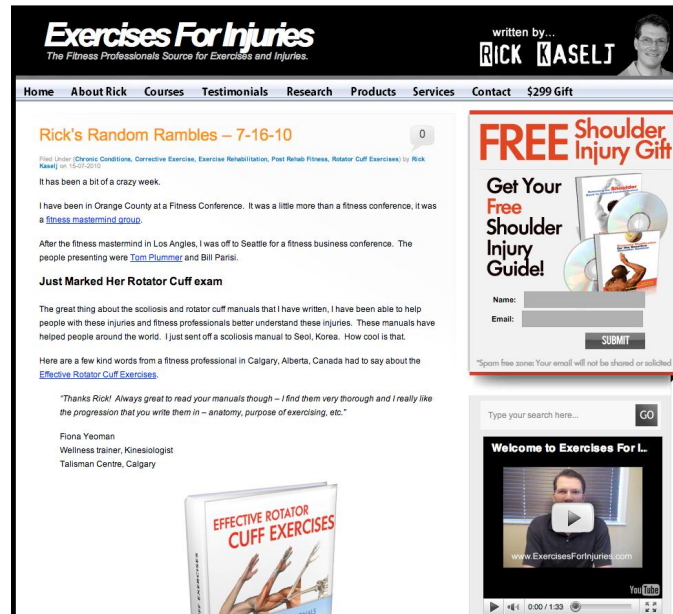 Exercises For Injuries
The Fitness Professionals Source for Exercises and Injuries.
written by...
RICK KASELJ
Home About Rick Courses Testimonials Research Products Services Contact $299 Gift
Rick's Random Rambles – 7-16-10
0
Filed Under (Chronic Conditions, Corrective Exercise, Exercise Rehabilitation, Post Rehab Fitness, Rotator Cuff Exercises) by Rick
Kaselj on 15-07-2010
It has been a bit of a crazy week.
I have been in Orange County at a Fitness Conference. It was a little more than a fitness conference, it was
a fitness mastermind group.
After the fitness mastermind in Los Angles, I was off to Seattle for a fitness business conference. The
people presenting were Tom Plummer and Bill Parisi.
Just Marked Her Rotator Cuff exam
The great thing about the scoliosis and rotator cuff manuals that I have written, I have been able to help
people with these injuries and fitness professionals better understand these injuries. These manuals have
helped people around the world. I just sent off a scoliosis manual to Seol, Korea. How cool is that.
Here are a few kind words from a fitness professional in Calgary, Alberta, Canada had to say about the
Effective Rotator Cuff Exercises.
"Thanks Rick! Always great to read your manuals though – I find them very thorough and I really like
the progression that you write them in – anatomy, purpose of exercising, etc."
Fiona Yeoman
Wellness trainer, Kinesiologist
Talisman Centre, Calgary
EFFECTIVE ROTATOR
CUFF EXERCISES
FREE Shoulder
Injury Gift
Get Your
Free
Shoulder
Injury
Guide!
Name:
Email:
SUBMIT
*Spam free zone: Your email will not be shared or solicited
Type your search here...
GO
Welcome to Exercises For I...
www.ExercisesForInjuries.com
YouTube
0:00 / 1:33